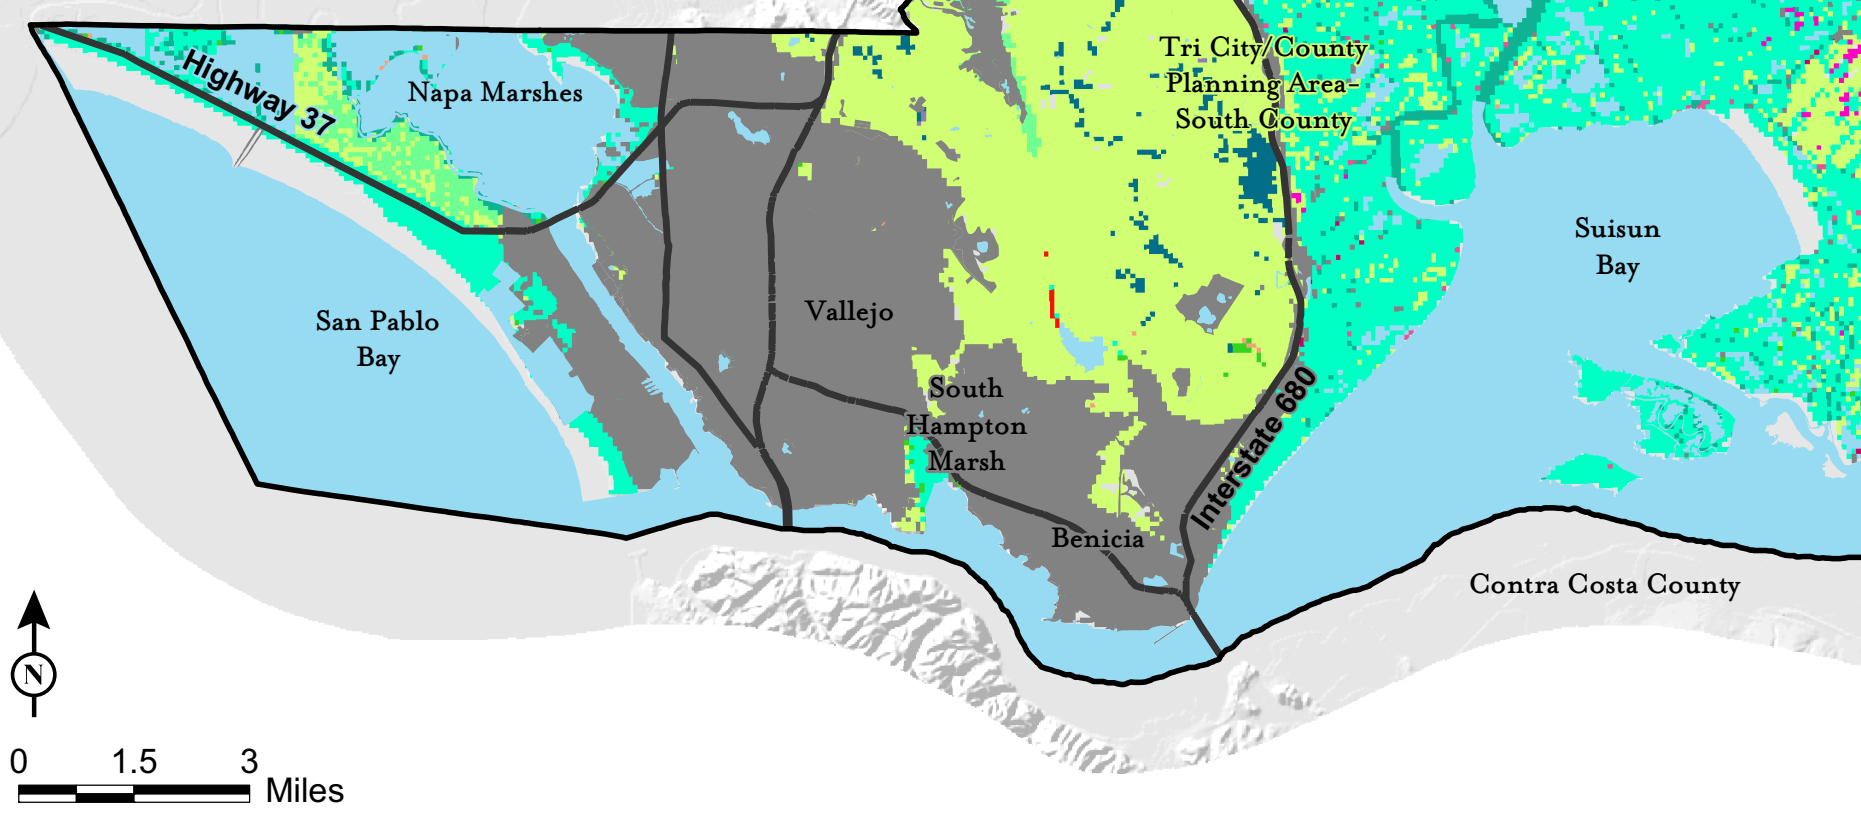 Tri City/County
Planning Area-
South County
Highway 37
Napa Marshes
Suisun
Bay
San Pablo
Bay
Vallejo
South
Hampton
Marsh
Interstate 680
Benicia
Contra Costa County
N
0 1.5 3
Miles